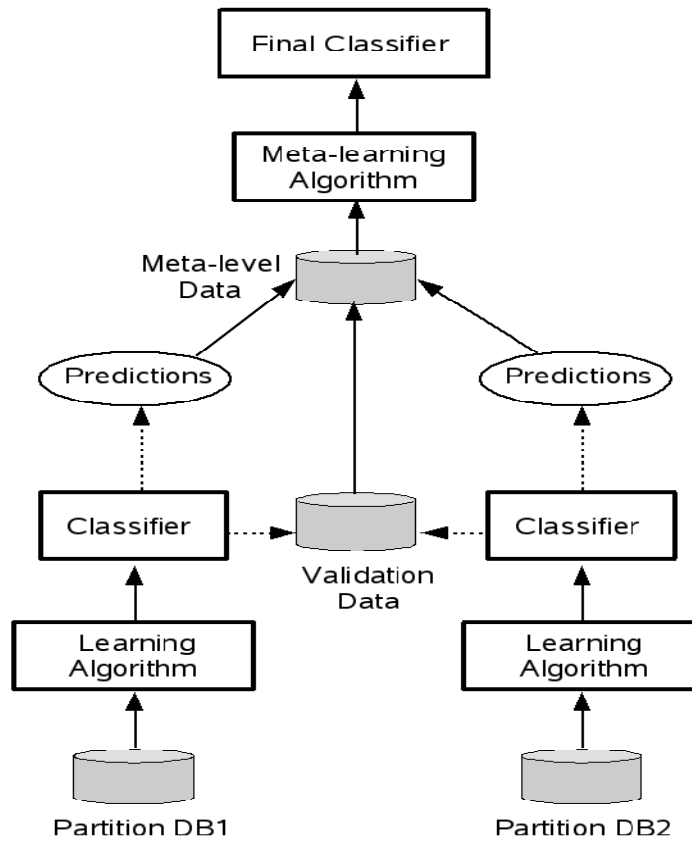 Final Classifier
Meta-learning
Algorithm
Meta-level
Data
Predictions
Predictions
Classifier
Classifier
Validation
Data
Learning
Algorithm
Learning
Algorithm
Partition DB1
Partition DB2